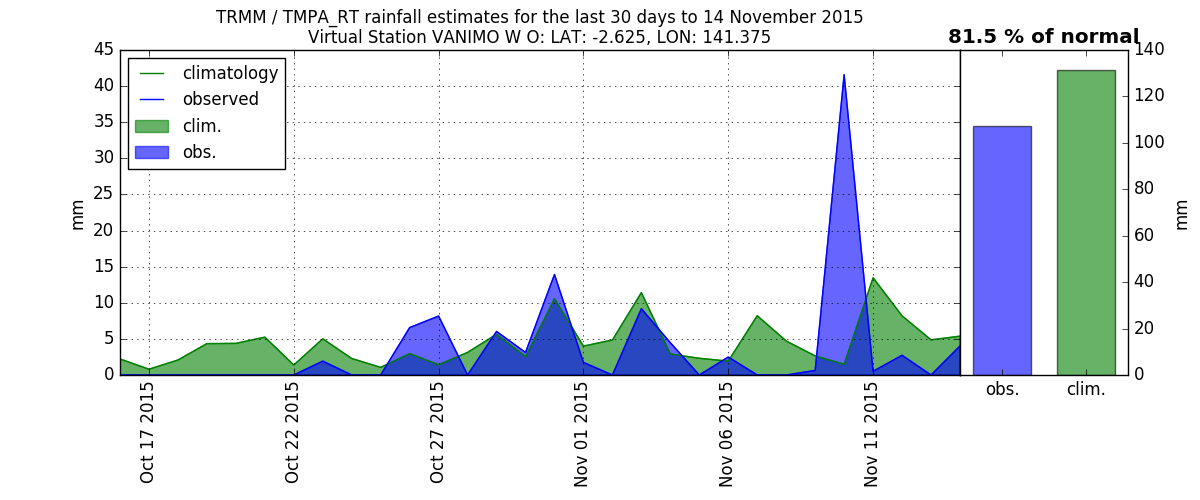 TRMM / TMPA_RT rainfall estimates for the last 30 days to 14 November 2015
Virtual Station VANIMO W O: LAT: -2.625, LON: 141.375
81.5 % of normal
climatology
observed
clim.
obs.
mm
45
40
35
30
25
20
15
10
5
0
Oct 17 2015
Oct 22 2015
Oct 27 2015
Nov 01 2015
Nov 06 2015
Nov 11 2015
obs.
clim.
140
120
100
80
60
40
20
0
mm